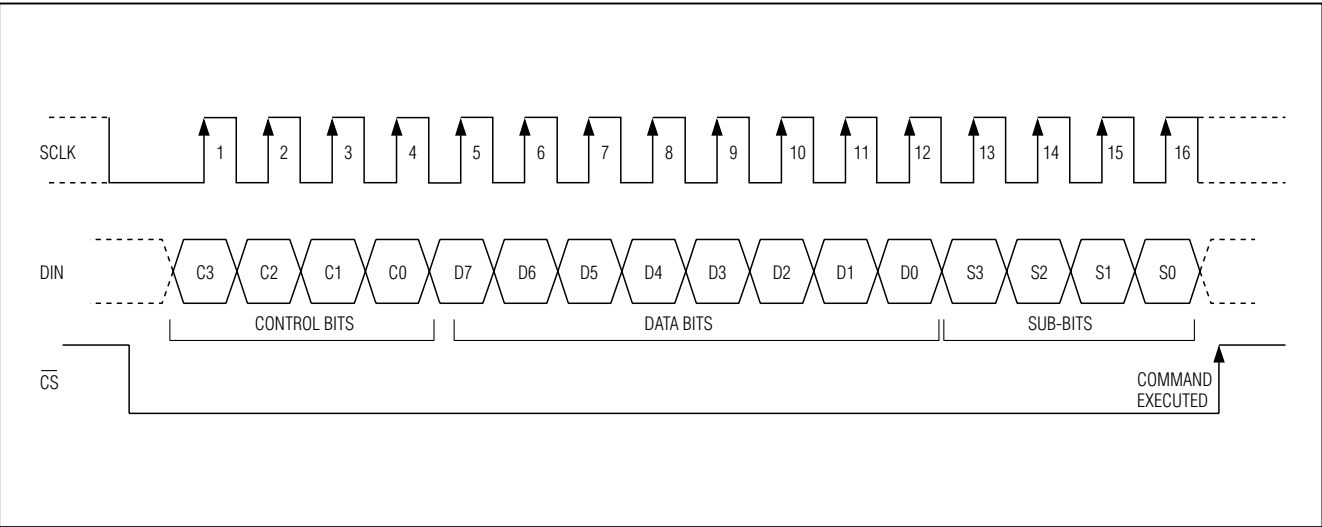 SCLK 1 2 3 4 5 6 7 8 9 10 11 12 13 14 15 16
DIN C3 C2 C1 C0 D7 D6 D5 D4 D3 D2 D1 D0 S3 S2 S1 S0
CONTROL BITS DATA BITS SUB-BITS
CS
COMMAND
EXECUTED